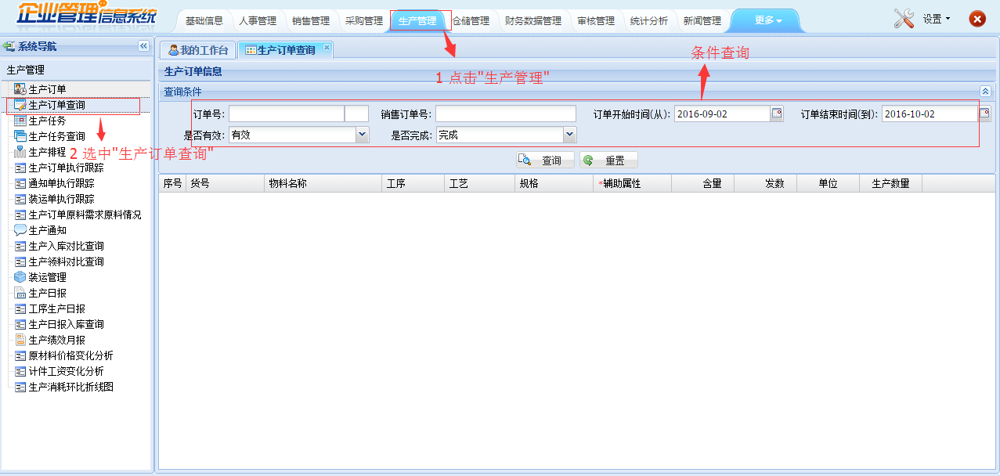 企业管理信息系统
基础信息 人事管理 销售管理 采购管理 生产管理 仓储管理 财务数据管理 审核管理 统计分析 新闻管理 更多 设置
系统导航
生产管理
生产订单
生产订单查询
生产任务
生产任务查询
生产排程
生产订单执行跟踪
通知单执行跟踪
装运单执行跟踪
生产订单原料需求原料情况
生产通知
生产入库对比查询
生产领料对比查询
装运管理
生产日报
工序生产日报
生产日报入库查询
生产绩效月报
原材料价格变化分析
计件工资变化分析
生产消耗环比折线图
2 选中"生产订单查询"
我的工作台 生产订单查询
1 点击"生产管理"
条件查询
生产订单信息
查询条件
订单号: 销售订单号: 订单开始时间(从): 2016-09-02 订单结束时间(到): 2016-10-02
是否有效: 有效 是否完成: 完成
查询 重置
序号 货号 物料名称 工序 工艺 规格 *辅助属性 含量 发数 单位 生产数量